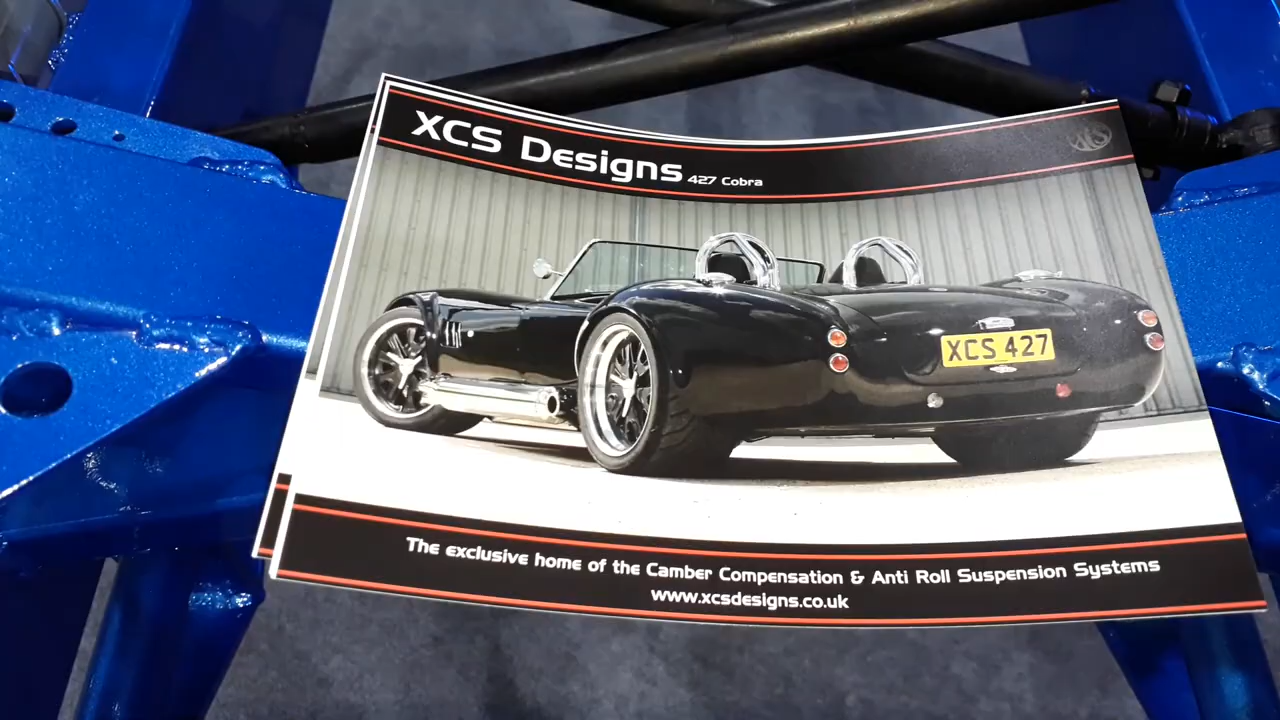 XCS Designs 427 Cobra
XCS
XCS 427
The exclusive home of the Camber Compensation & Anti Roll Suspension Systems
www.xcsdesigns.co.uk